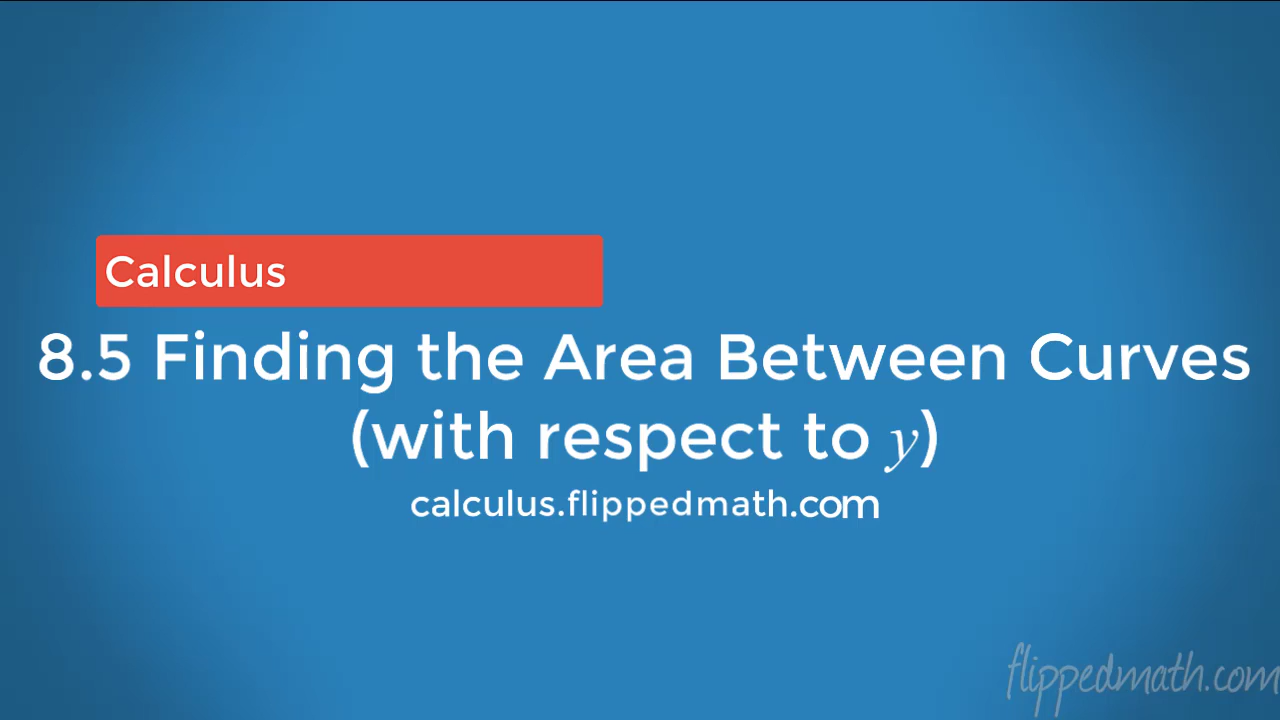 Calculus
8.5 Finding the Area Between Curves
(with respect to y)
calculus.flippedmath.com
flippedmath.com